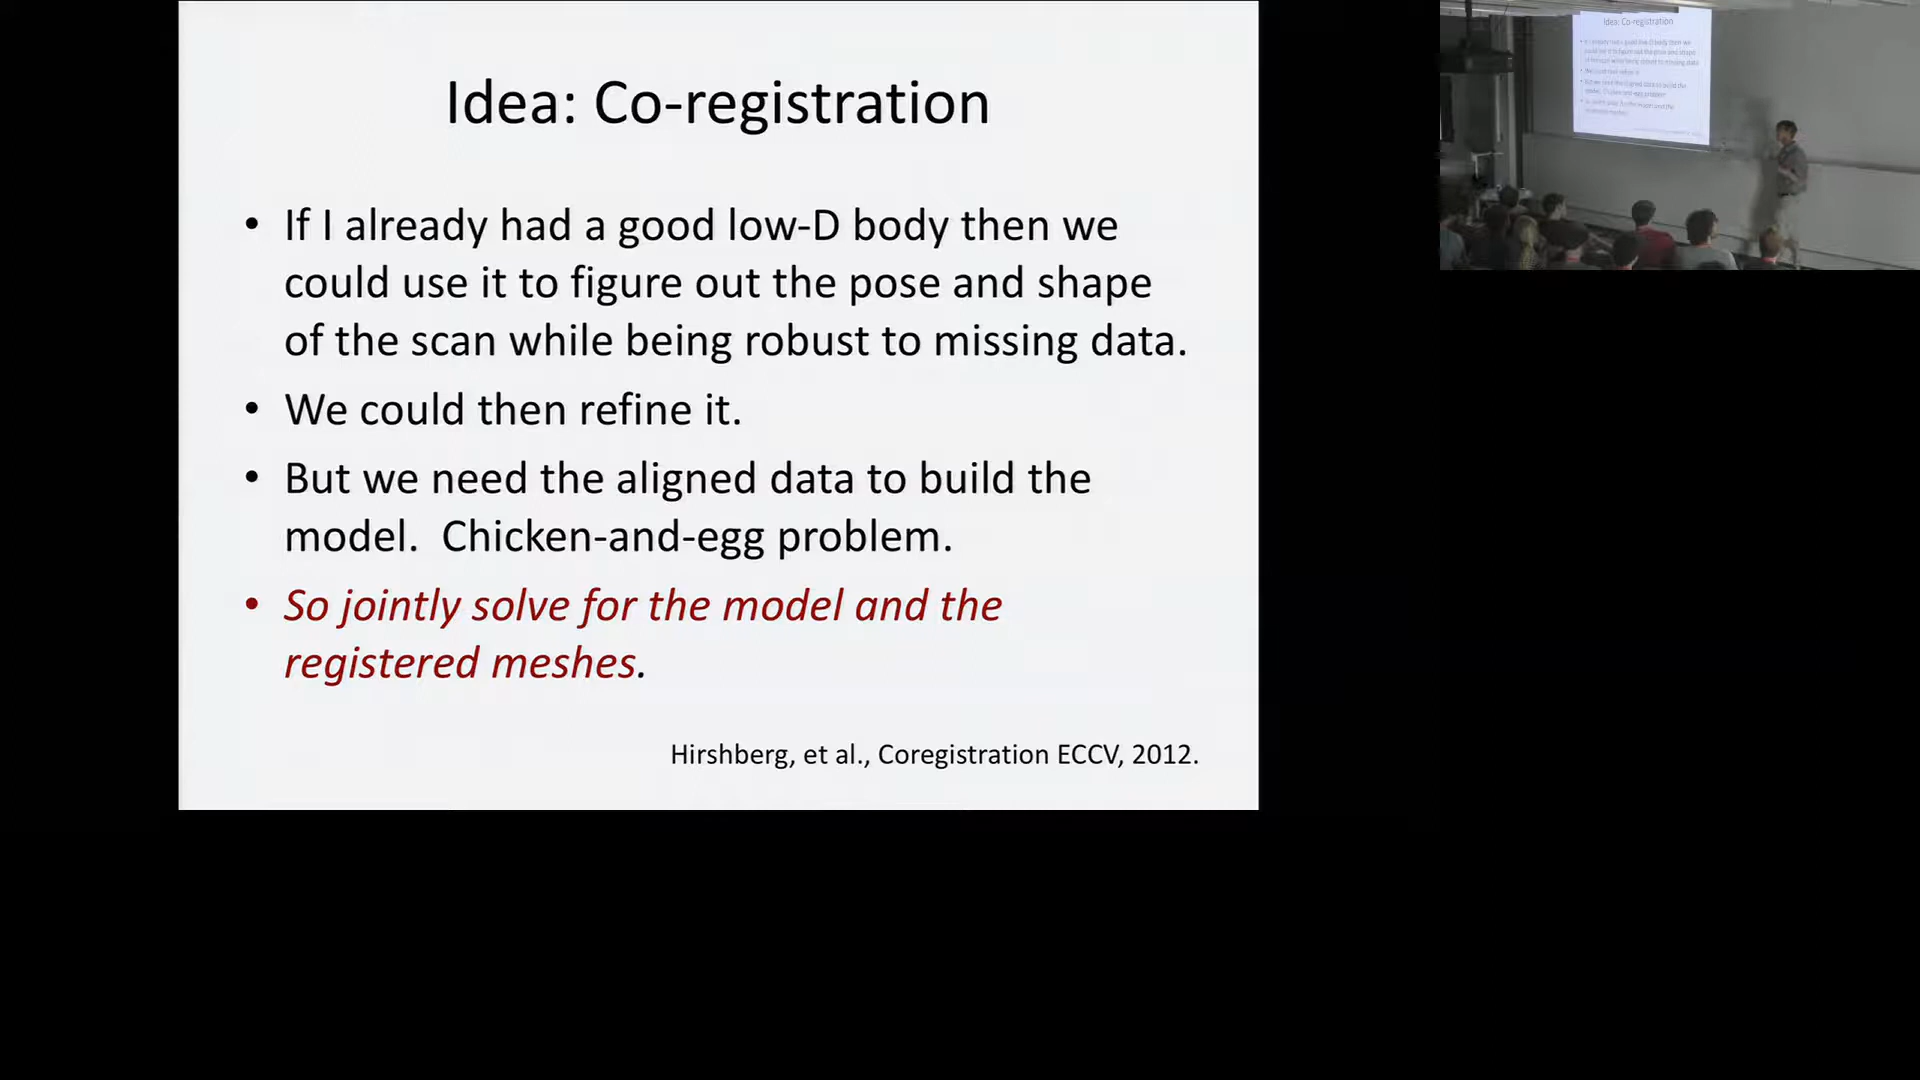 Idea: Co-registration
• If I already had a good low-D body then we
could use it to figure out the pose and shape
of the scan while being robust to missing data.
• We could then refine it.
• But we need the aligned data to build the
model.  Chicken-and-egg problem.
• So jointly solve for the model and the
registered meshes.
Hirshberg, et al., Coregistration ECCV, 2012.
Idea: Co-registration